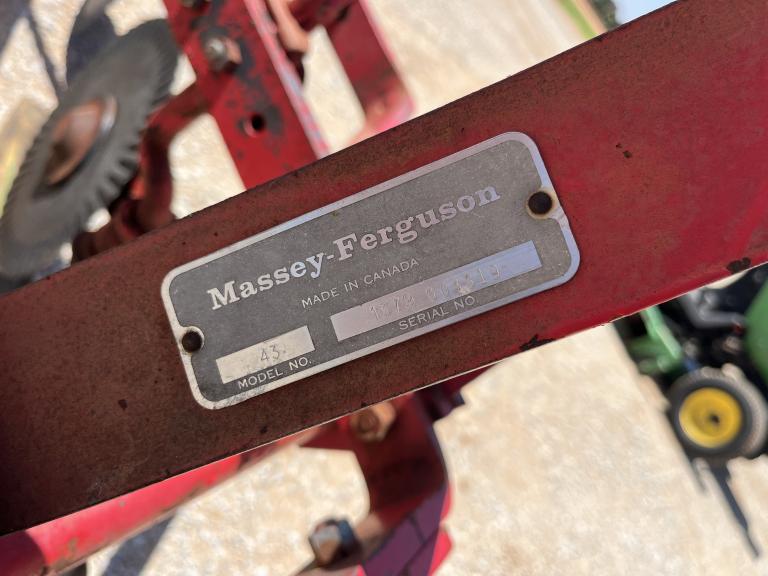 Massey-Ferguson
MADE IN CANADA
43
MODEL NO.
SERIAL NO.